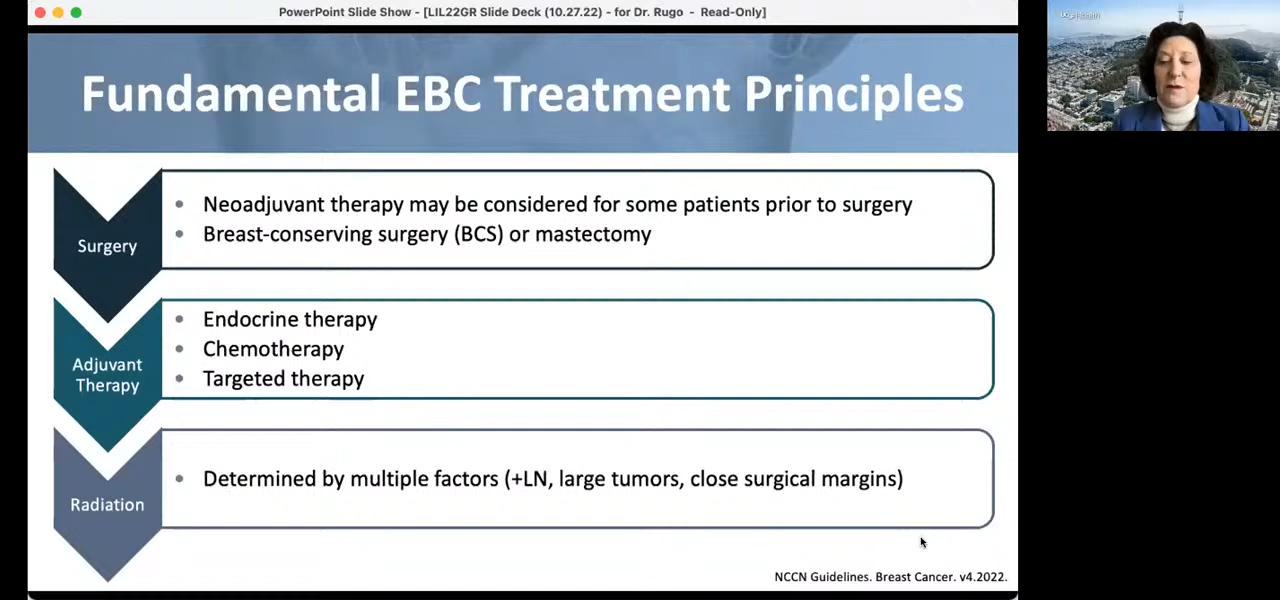 PowerPoint Slide Show - [LIL22GR Slide Deck (10.27.22) - for Dr. Rugo - Read-Only]
Fundamental EBC Treatment Principles
Surgery
• Neoadjuvant therapy may be considered for some patients prior to surgery
• Breast-conserving surgery (BCS) or mastectomy
Adjuvant
Therapy
• Endocrine therapy
• Chemotherapy
• Targeted therapy
Radiation
• Determined by multiple factors (+LN, large tumors, close surgical margins)
NCCN Guidelines. Breast Cancer. v4.2022.